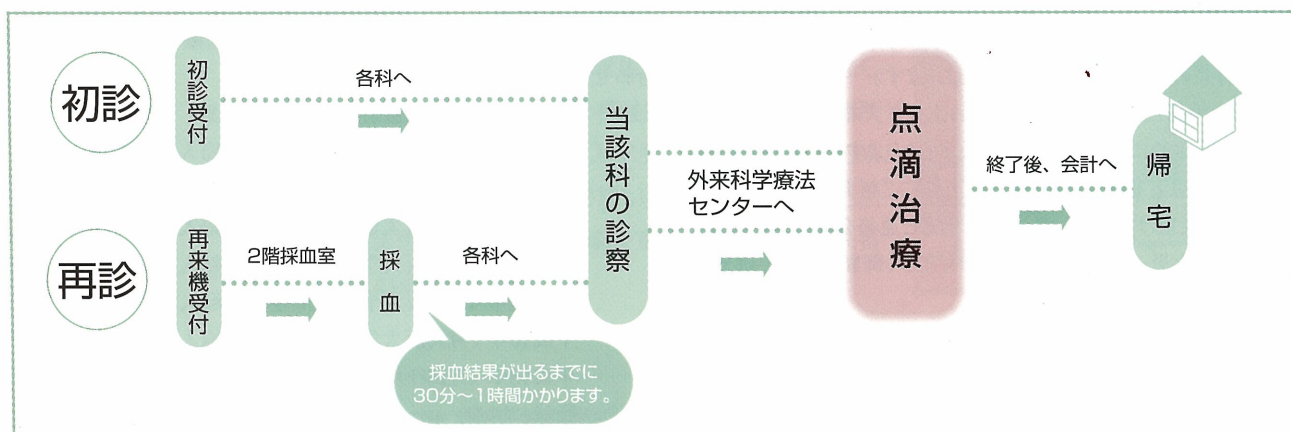 初診
初診受付
各科へ
再診
再来機受付
2階採血室
採血
各科へ
採血結果が出るまでに
30分～1時間かかります。
当該科の診察
外来科学療法
センターへ
点滴治療
終了後、会計へ
帰宅